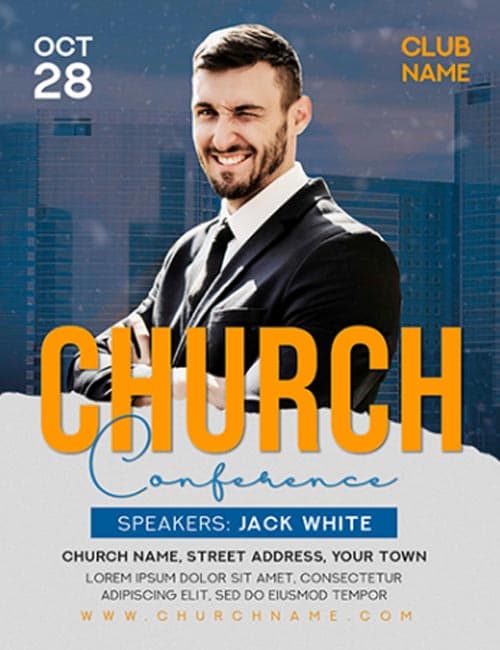 OCT
28
CLUB
NAME
CHURCH
Conference
SPEAKERS: JACK WHITE
CHURCH NAME, STREET ADDRESS, YOUR TOWN
LOREM IPSUM DOLOR SIT AMET, CONSECTETUR
ADIPISCING ELIT, SED DO EIUSMOD TEMPOR
WWW.CHURCHNAME.COM